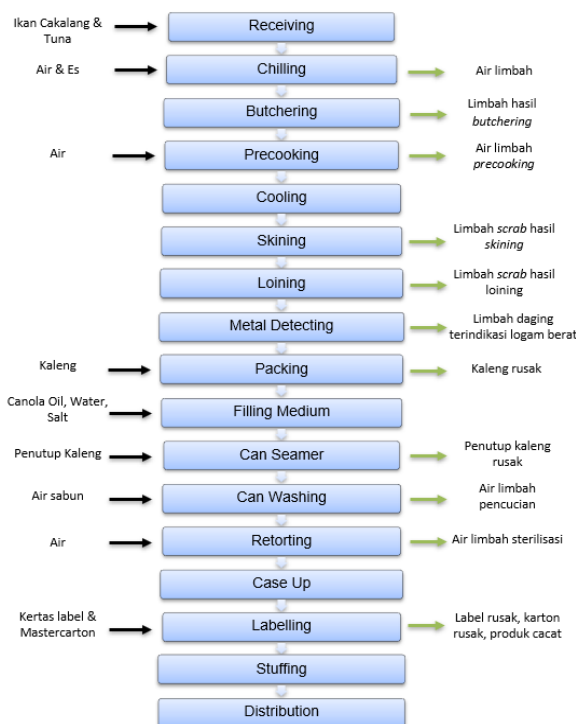 Ikan Cakalang &
Tuna
Receiving
Air & Es
Chilling
Air limbah
Butchering
Limbah hasil
butchering
Air
Precooking
Air limbah
precooking
Cooling
Skining
Limbah scrab hasil
skining
Loining
Limbah scrab hasil
loining
Metal Detecting
Limbah daging
terindikasi logam berat
Kaleng
Packing
Kaleng rusak
Canola Oil, Water,
Salt
Filling Medium
Penutup Kaleng
Can Seamer
Penutup kaleng
rusak
Air sabun
Can Washing
Air limbah
pencucian
Air
Retorting
Air limbah sterilisasi
Case Up
Kertas label &
Mastercarton
Labelling
Label rusak, karton
rusak, produk cacat
Stuffing
Distribution